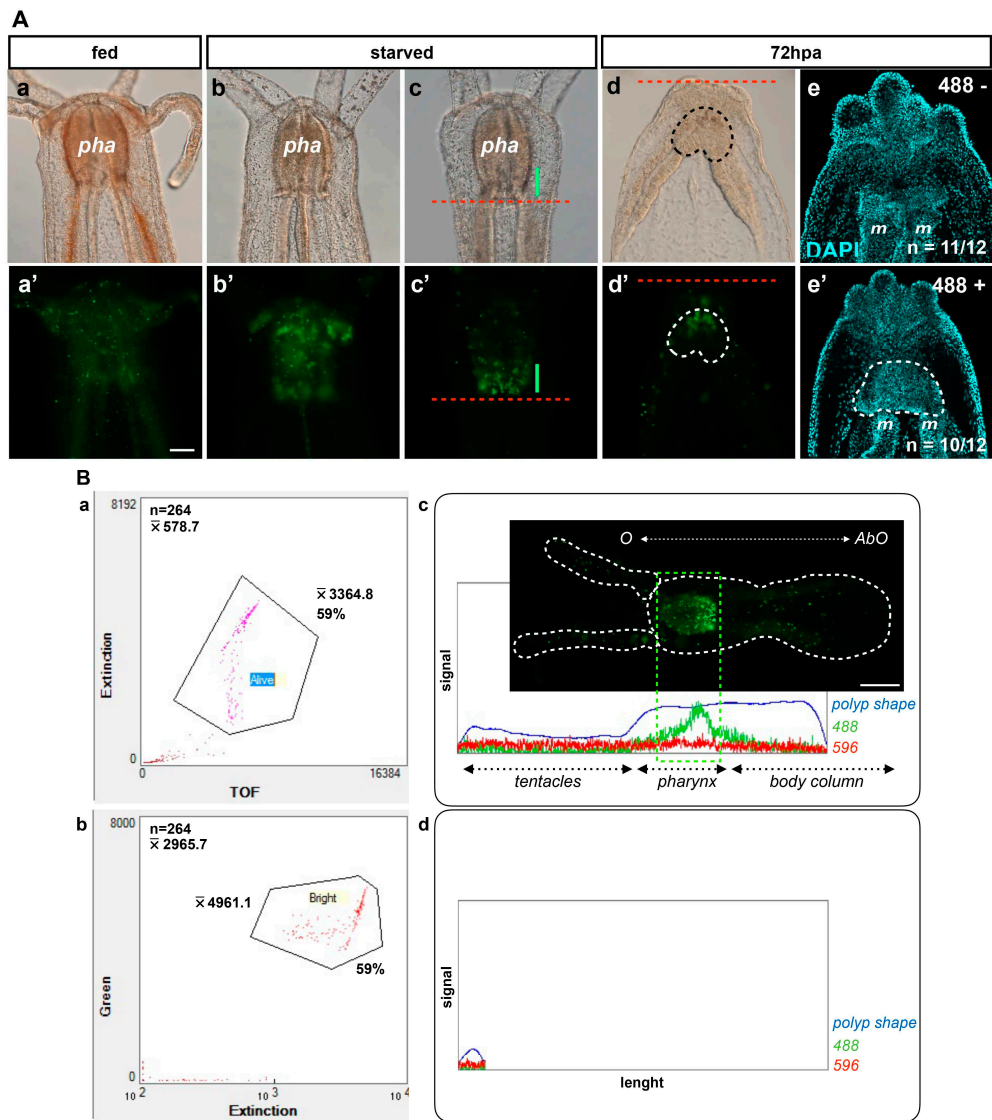 A
fed
starved
72hpa
a
b
c
d
e
488 -
pha
pha
pha
m
m
DAPI
n = 11/12
a'
b'
c'
d'
e'
488 +
m
m
n = 10/12
B
a
8192
n=264
x̅ 578.7
x̅ 3364.8
59%
Extinction
Alive
0
0
16384
TOF
b
8000
n=264
x̅ 2965.7
x̅ 4961.1
Bright
59%
Green
0
10 2
10 3
10 4
Extinction
c
O
AbO
signal
polyp shape
488
596
tentacles
pharynx
body column
d
signal
polyp shape
488
596
lenght